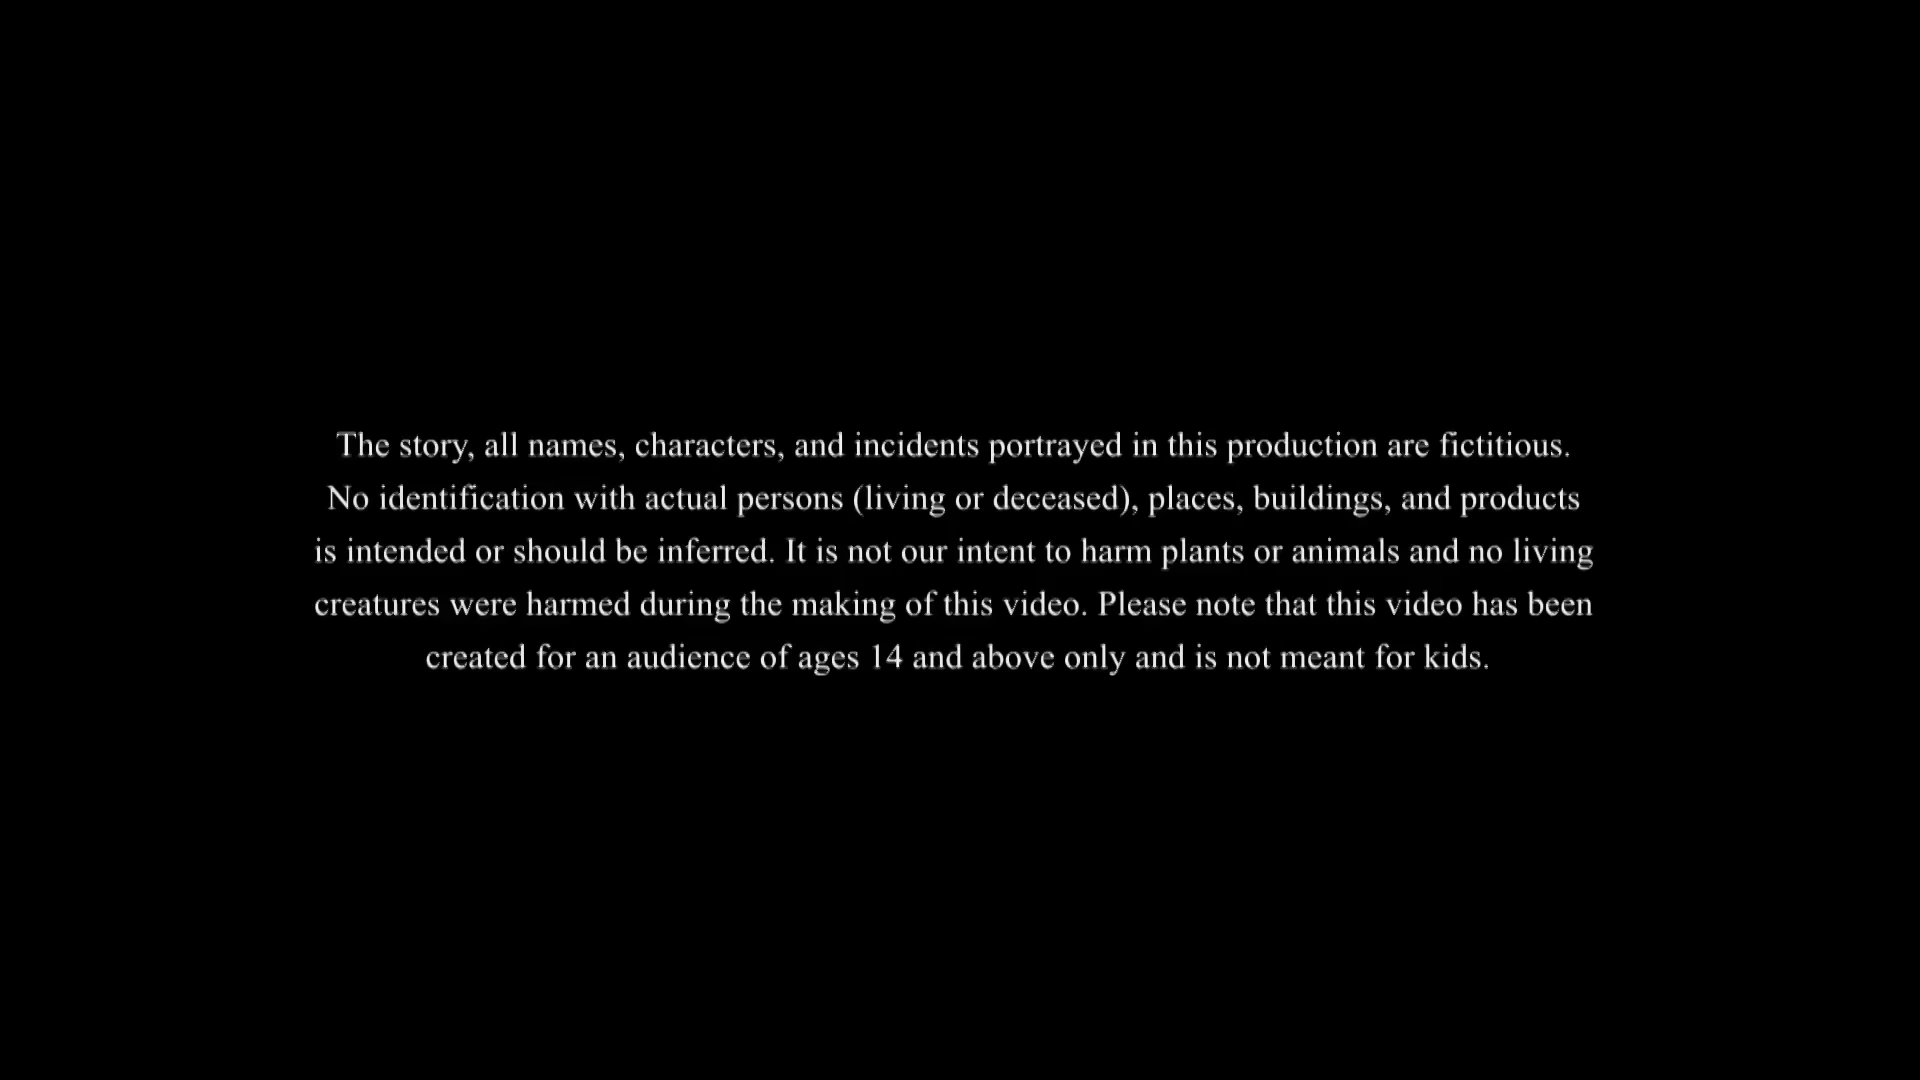 The story, all names, characters, and incidents portrayed in this production are fictitious.
No identification with actual persons (living or deceased), places, buildings, and products
is intended or should be inferred. It is not our intent to harm plants or animals and no living
creatures were harmed during the making of this video. Please note that this video has been
created for an audience of ages 14 and above only and is not meant for kids.